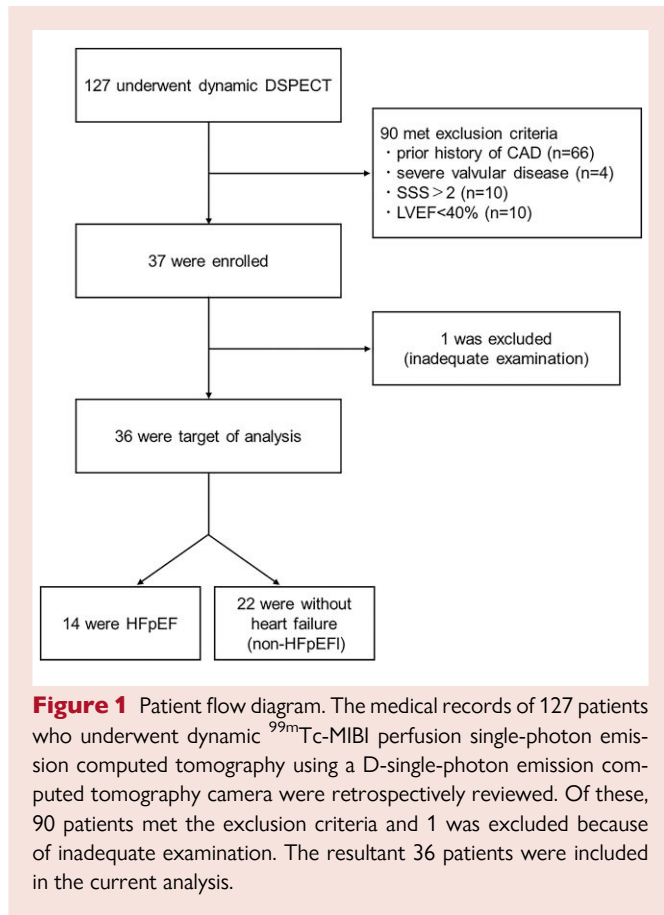 127 underwent dynamic DSPECT
90 met exclusion criteria
・prior history of CAD (n=66)
・severe valvular disease (n=4)
・SSS＞2 (n=10)
・LVEF<40% (n=10)
37 were enrolled
1 was excluded
(inadequate examination)
36 were target of analysis
14 were HFpEF
22 were without
heart failure
(non-HFpEFl)
Figure 1 Patient flow diagram. The medical records of 127 patients
who underwent dynamic ⁹⁹ᵐTc-MIBI perfusion single-photon emis-
sion computed tomography using a D-single-photon emission com-
puted tomography camera were retrospectively reviewed. Of these,
90 patients met the exclusion criteria and 1 was excluded because
of inadequate examination. The resultant 36 patients were included
in the current analysis.